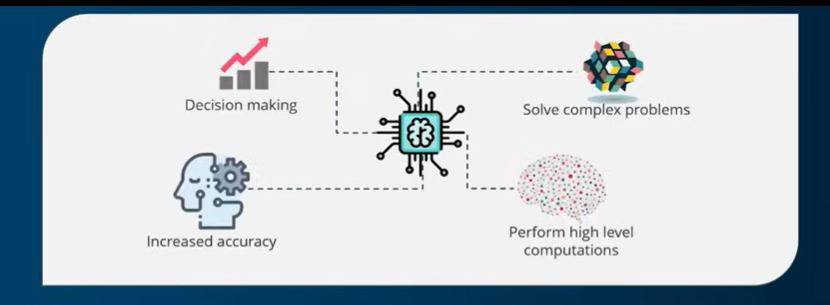 Decision making
Solve complex problems
Increased accuracy
Perform high level
computations